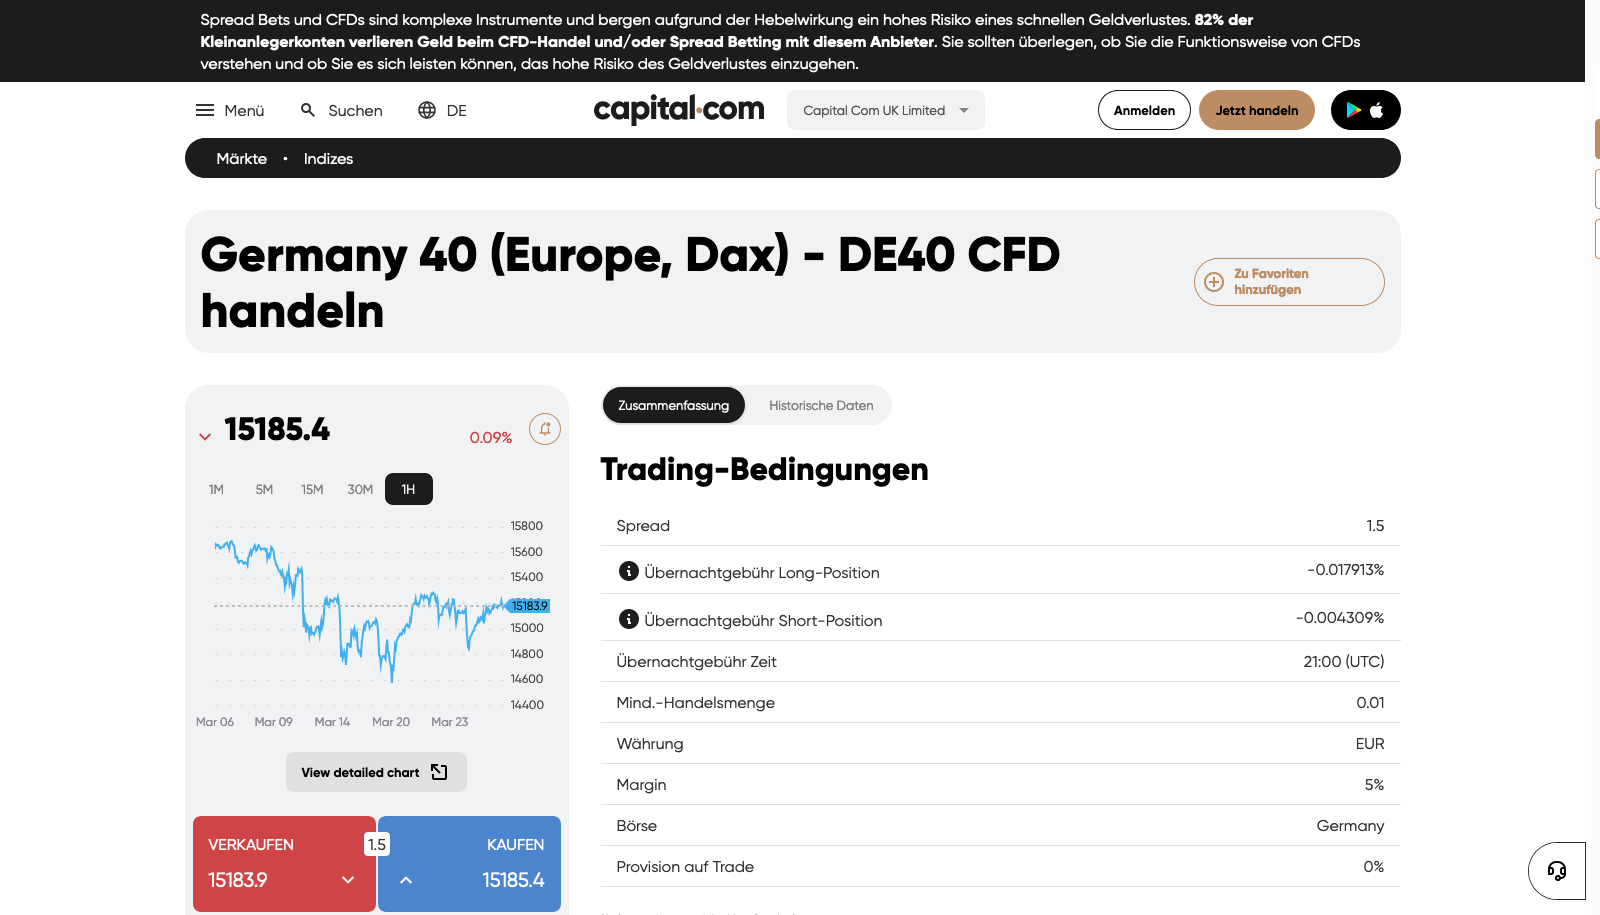 Spread Bets und CFDs sind komplexe Instrumente und bergen aufgrund der Hebelwirkung ein hohes Risiko eines schnellen Geldverlustes. 82% der
Kleinanlegerkonten verlieren Geld beim CFD-Handel und/oder Spread Betting mit diesem Anbieter. Sie sollten überlegen, ob Sie die Funktionsweise von CFDs
verstehen und ob Sie es sich leisten können, das hohe Risiko des Geldverlustes einzugehen.
Menü Suchen DE capital.com Capital Com UK Limited Anmelden Jetzt handeln
Märkte • Indizes
Germany 40 (Europe, Dax) - DE40 CFD
handeln
Zu Favoriten
hinzufügen
15185.4 0.09%
1M 5M 15M 30M 1H
15800
15600
15400
15183.9
15000
14800
14600
14400
Mar 06 Mar 09 Mar 14 Mar 20 Mar 23
View detailed chart
VERKAUFEN 1.5 KAUFEN
15183.9 15185.4
Zusammenfassung Historische Daten
Trading-Bedingungen
Spread 1.5
Übernachtgebühr Long-Position -0.017913%
Übernachtgebühr Short-Position -0.004309%
Übernachtgebühr Zeit 21:00 (UTC)
Mind.-Handelsmenge 0.01
Währung EUR
Margin 5%
Börse Germany
Provision auf Trade 0%